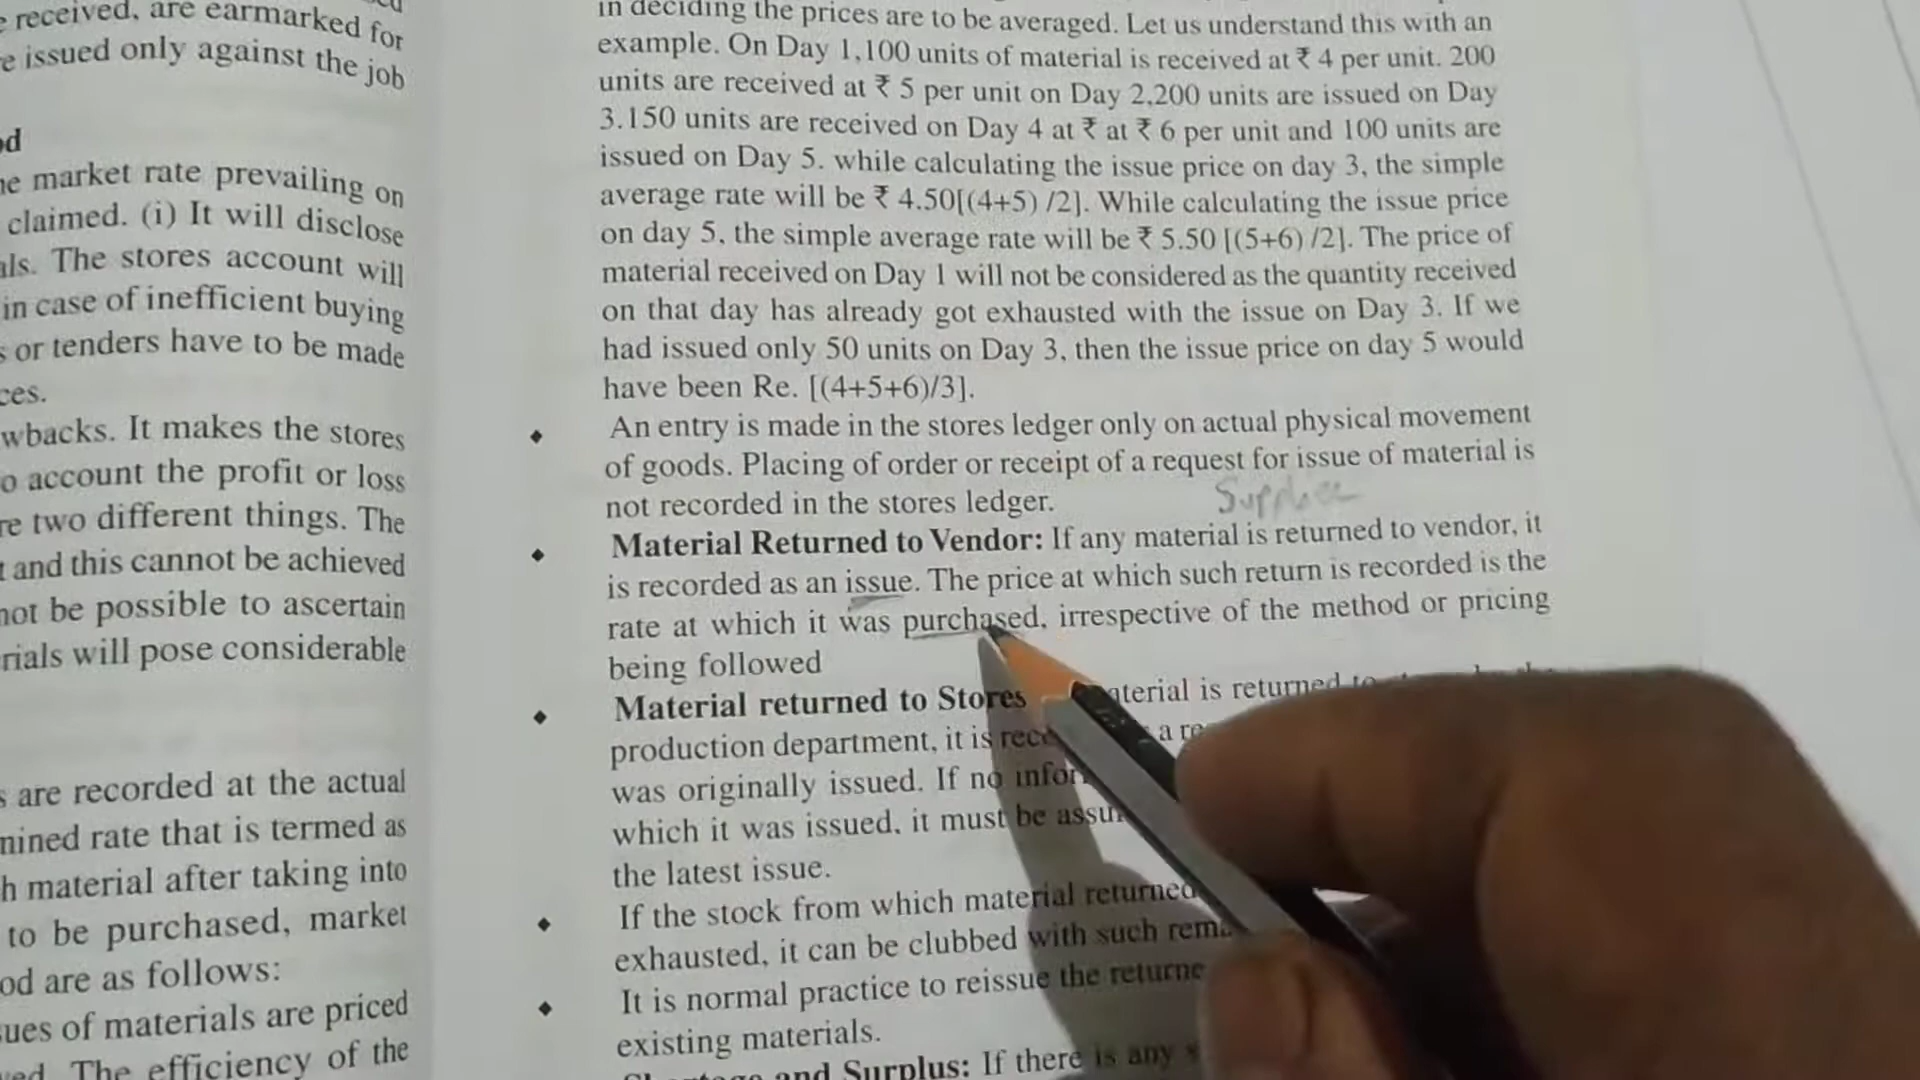 received, are earmarked for
e issued only against the job
od
market rate prevailing on
claimed. (i) It will disclose
als. The stores account will
in case of inefficient buying
s or tenders have to be made
ces.
wbacks. It makes the stores
o account the profit or loss
re two different things. The
t and this cannot be achieved
not be possible to ascertain
rials will pose considerable
s are recorded at the actual
mined rate that is termed as
h material after taking into
to be purchased, market
od are as follows:
sues of materials are priced
ved. The efficiency of the
in deciding the prices are to be averaged. Let us understand this with an
example. On Day 1,100 units of material is received at ₹ 4 per unit. 200
units are received at ₹ 5 per unit on Day 2,200 units are issued on Day
3.150 units are received on Day 4 at ₹ at ₹ 6 per unit and 100 units are
issued on Day 5. while calculating the issue price on day 3, the simple
average rate will be ₹ 4.50[(4+5) /2]. While calculating the issue price
on day 5, the simple average rate will be ₹ 5.50 [(5+6) /2]. The price of
material received on Day 1 will not be considered as the quantity received
on that day has already got exhausted with the issue on Day 3. If we
had issued only 50 units on Day 3, then the issue price on day 5 would
have been Re. [(4+5+6)/3].
♦ An entry is made in the stores ledger only on actual physical movement
of goods. Placing of order or receipt of a request for issue of material is
not recorded in the stores ledger.
♦ Material Returned to Vendor: If any material is returned to vendor, it
is recorded as an issue. The price at which such return is recorded is the
rate at which it was purchased, irrespective of the method or pricing
being followed
♦ Material returned to Stores aterial is returned to
production department, it is a
was originally issued. If no
which it was issued, it must be
the latest issue.
♦ If the stock from which material returned
exhausted, it can be clubbed with such
♦ It is normal practice to reissue the
existing materials.
and Surplus: If there is any